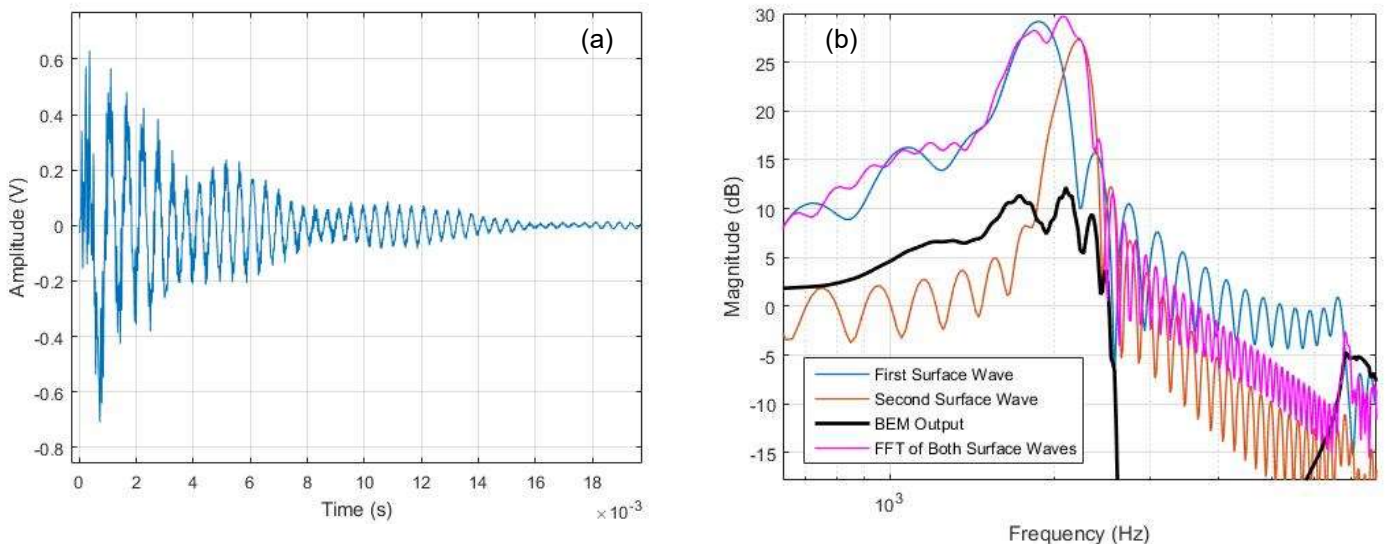 (a)
0.6
0.4
0.2
0
-0.2
-0.4
-0.6
-0.8
Amplitude (V)
0 2 4 6 8 10 12 14 16 18
Time (s)
× 10⁻³
(b)
30
25
20
15
10
5
0
-5
-10
-15
Magnitude (dB)
First Surface Wave
Second Surface Wave
BEM Output
FFT of Both Surface Waves
10³
Frequency (Hz)